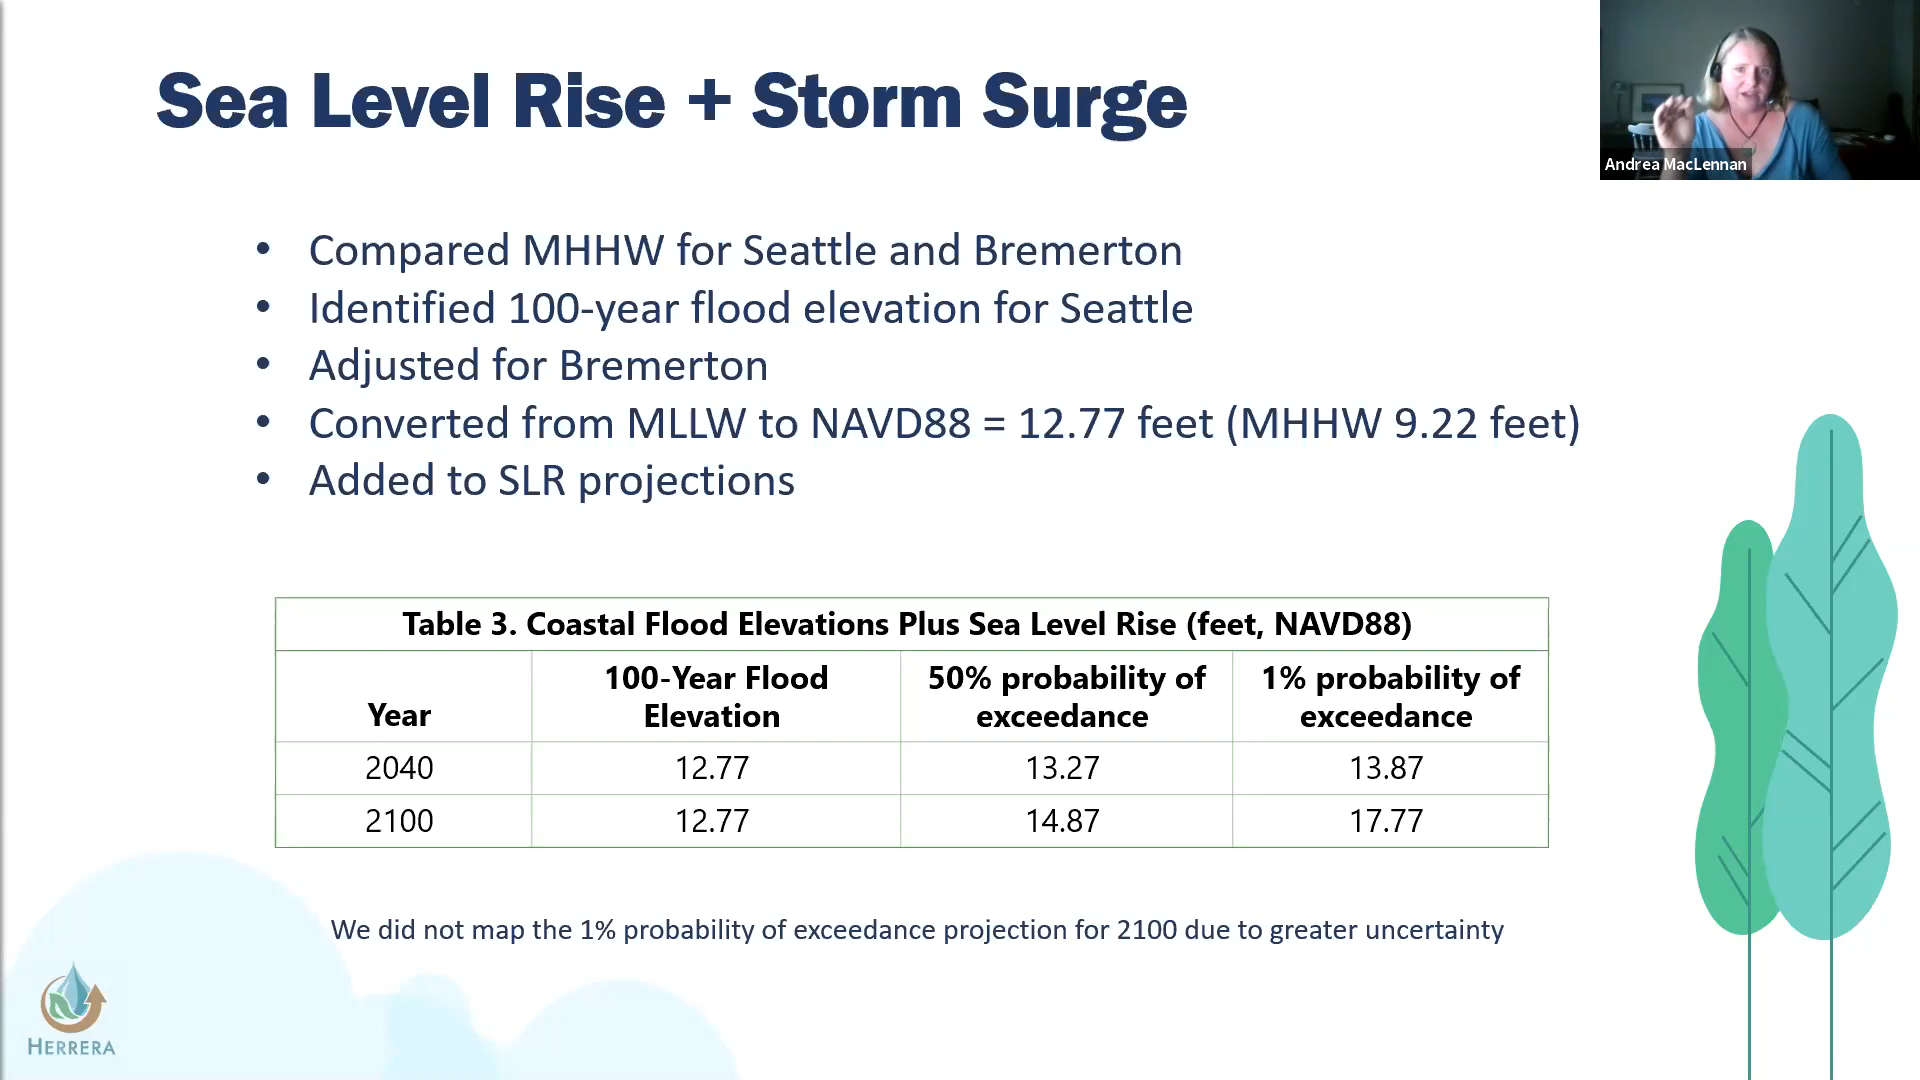 Sea Level Rise + Storm Surge
Andrea MacLennan
• Compared MHHW for Seattle and Bremerton
• Identified 100-year flood elevation for Seattle
• Adjusted for Bremerton
• Converted from MLLW to NAVD88 = 12.77 feet (MHHW 9.22 feet)
• Added to SLR projections
Table 3. Coastal Flood Elevations Plus Sea Level Rise (feet, NAVD88)
Year 100-Year Flood Elevation 50% probability of exceedance 1% probability of exceedance
2040 12.77 13.27 13.87
2100 12.77 14.87 17.77
We did not map the 1% probability of exceedance projection for 2100 due to greater uncertainty
HERRERA